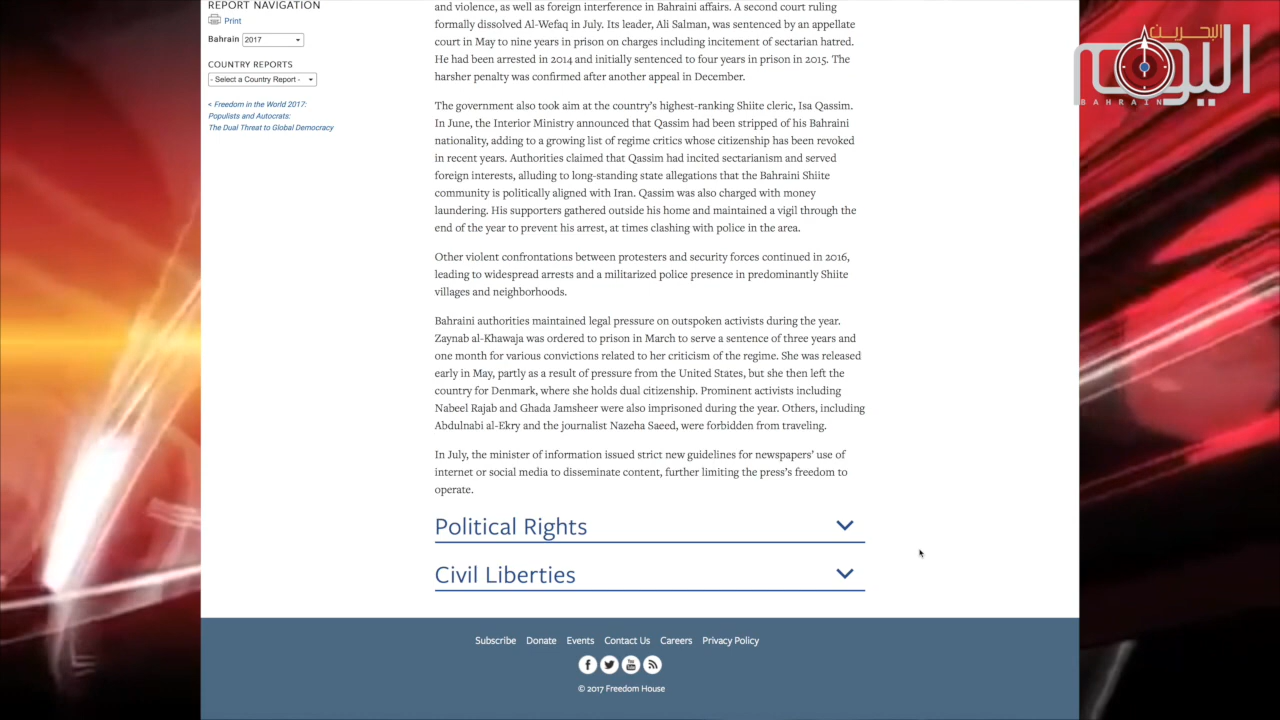 REPORT NAVIGATION
Print
Bahrain 2017
COUNTRY REPORTS
- Select a Country Report -
< Freedom in the World 2017:
Populists and Autocrats:
The Dual Threat to Global Democracy
and violence, as well as foreign interference in Bahraini affairs. A second court ruling
formally dissolved Al-Wefaq in July. Its leader, Ali Salman, was sentenced by an appellate
court in May to nine years in prison on charges including incitement of sectarian hatred.
He had been arrested in 2014 and initially sentenced to four years in prison in 2015. The
harsher penalty was confirmed after another appeal in December.
The government also took aim at the country's highest-ranking Shiite cleric, Isa Qassim.
In June, the Interior Ministry announced that Qassim had been stripped of his Bahraini
nationality, adding to a growing list of regime critics whose citizenship has been revoked
in recent years. Authorities claimed that Qassim had incited sectarianism and served
foreign interests, alluding to long-standing state allegations that the Bahraini Shiite
community is politically aligned with Iran. Qassim was also charged with money
laundering. His supporters gathered outside his home and maintained a vigil through the
end of the year to prevent his arrest, at times clashing with police in the area.
Other violent confrontations between protesters and security forces continued in 2016,
leading to widespread arrests and a militarized police presence in predominantly Shiite
villages and neighborhoods.
Bahraini authorities maintained legal pressure on outspoken activists during the year.
Zaynab al-Khawaja was ordered to prison in March to serve a sentence of three years and
one month for various convictions related to her criticism of the regime. She was released
early in May, partly as a result of pressure from the United States, but she then left the
country for Denmark, where she holds dual citizenship. Prominent activists including
Nabeel Rajab and Ghada Jamsheer were also imprisoned during the year. Others, including
Abdulnabi al-Ekry and the journalist Nazeha Saeed, were forbidden from traveling.
In July, the minister of information issued strict new guidelines for newspapers' use of
internet or social media to disseminate content, further limiting the press's freedom to
operate.
Political Rights
Civil Liberties
Subscribe Donate Events Contact Us Careers Privacy Policy
© 2017 Freedom House
البحرين
اليوم
BAHRAIN